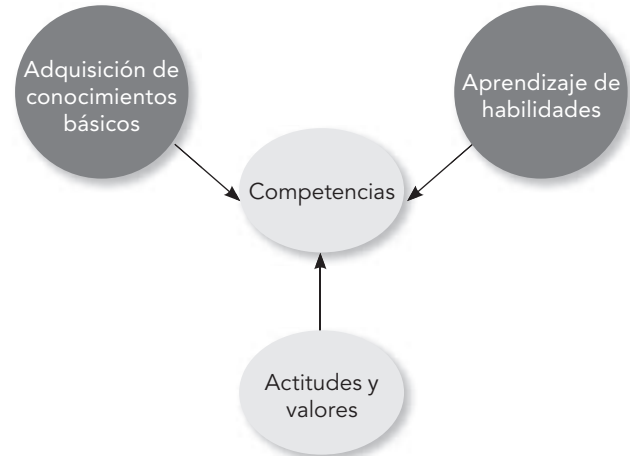 Adquisición de
conocimientos
básicos
Aprendizaje de
habilidades
Competencias
Actitudes y
valores